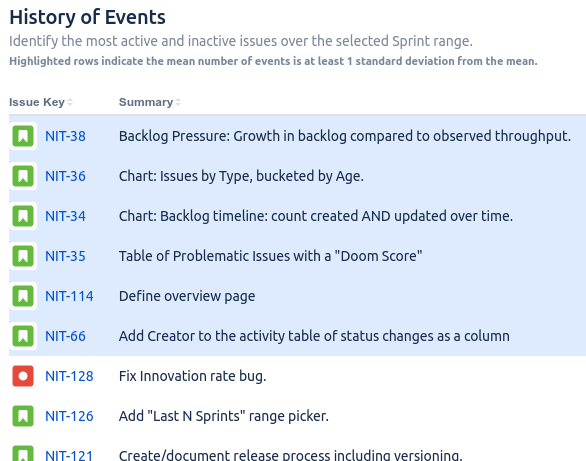 History of Events
Identify the most active and inactive issues over the selected Sprint range.
Highlighted rows indicate the mean number of events is at least 1 standard deviation from the mean.
Issue Key Summary
NIT-38 Backlog Pressure: Growth in backlog compared to observed throughput.
NIT-36 Chart: Issues by Type, bucketed by Age.
NIT-34 Chart: Backlog timeline: count created AND updated over time.
NIT-35 Table of Problematic Issues with a "Doom Score"
NIT-114 Define overview page
NIT-66 Add Creator to the activity table of status changes as a column
NIT-128 Fix Innovation rate bug.
NIT-126 Add "Last N Sprints" range picker.
NIT-121 Create/document release process including versioning.